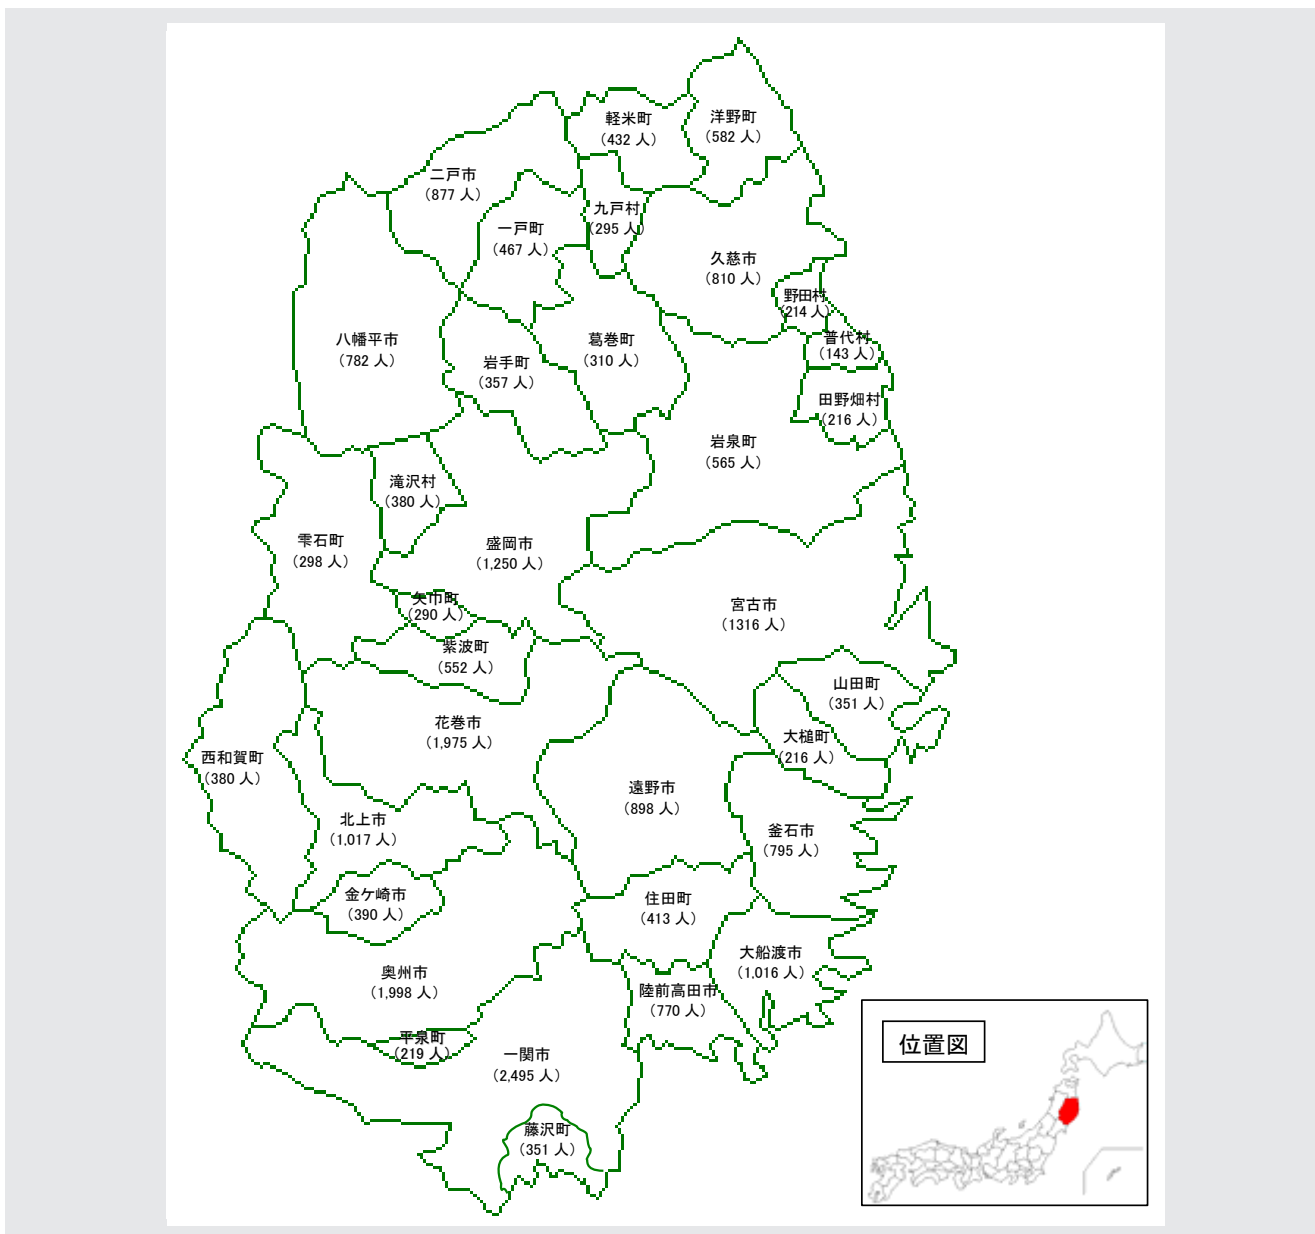 洋野町
(582 人)
軽米町
(432 人)
二戸市
(877 人)
九戸村
(295 人)
一戸町
(467 人)
久慈市
(810 人)
野田村
(214 人)
普代村
(143 人)
八幡平市
(782 人)
葛巻町
(310 人)
岩手町
(357 人)
田野畑村
(216 人)
岩泉町
(565 人)
滝沢村
(380 人)
雫石町
(298 人)
盛岡市
(1,250 人)
矢巾町
(290 人)
宮古市
(1316 人)
紫波町
(552 人)
山田町
(351 人)
花巻市
(1,975 人)
大槌町
(216 人)
西和賀町
(380 人)
遠野市
(898 人)
北上市
(1,017 人)
釜石市
(795 人)
金ケ崎市
(390 人)
住田町
(413 人)
大船渡市
(1,016 人)
奥州市
(1,998 人)
陸前高田市
(770 人)
平泉町
(219 人)
一関市
(2,495 人)
藤沢町
(351 人)
位置図